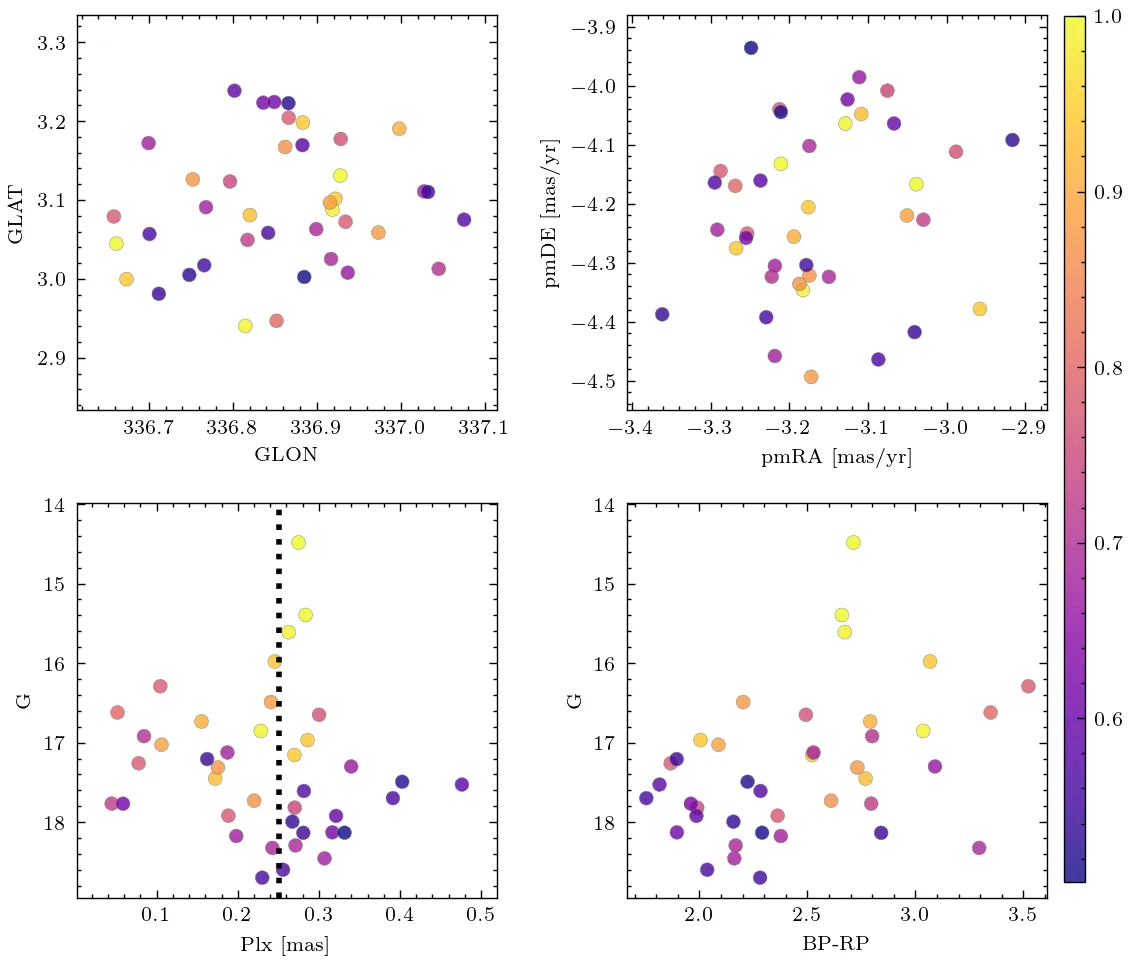 3.3
3.2
3.1
3.0
2.9
GLAT
336.7 336.8 336.9 337.0 337.1
GLON
−3.9
−4.0
−4.1
−4.2
−4.3
−4.4
−4.5
pmDE [mas/yr]
−3.4 −3.3 −3.2 −3.1 −3.0 −2.9
pmRA [mas/yr]
1.0
0.9
0.8
0.7
0.6
14
15
16
17
18
G
0.1 0.2 0.3 0.4 0.5
Plx [mas]
14
15
16
17
18
G
2.0 2.5 3.0 3.5
BP-RP